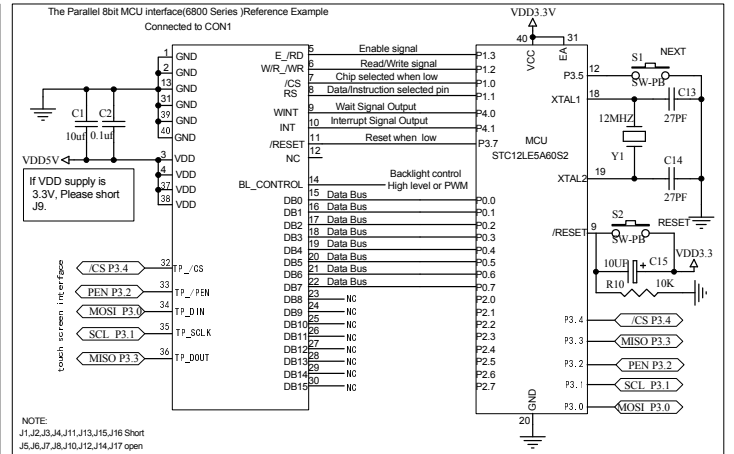 The Parallel 8bit MCU interface(6800 Series )Reference Example
Connected to CON1
1 GND
2 GND
13 GND
31 GND
39 GND
40 GND
3 VDD
4 VDD
37 VDD
38 VDD
C1
10uf
C2
0.1uf
VDD5V
If VDD supply is
3.3V, Please short
J9.
touch screen interface
/CS P3.4 32 TP_/CS
PEN P3.2 33 TP_/PEN
MOSI P3.0 34 TP_DIN
SCL P3.1 35 TP_SCLK
MISO P3.3 36 TP_DOUT
E_/RD 5 Enable signal P1.3
W/R_/WR 6 Read/Write signal P1.2
/CS 7 Chip selected when low P1.0
RS 8 Data/Instruction selected pin P1.1
WINT 9 Wait Signal Output P4.0
INT 10 Interrupt Signal Output P4.1
/RESET 11 Reset when low P3.7
NC 12
BL_CONTROL 14 Backlight control
High level or PWM
DB0 15 Data Bus P0.0
DB1 16 Data Bus P0.1
DB2 17 Data Bus P0.2
DB3 18 Data Bus P0.3
DB4 19 Data Bus P0.4
DB5 20 Data Bus P0.5
DB6 21 Data Bus P0.6
DB7 22 Data Bus P0.7
DB8 23 NC P2.0
DB9 24 NC P2.1
DB10 25 NC P2.2
DB11 26 NC P2.3
DB12 27 NC P2.4
DB13 28 NC P2.5
DB14 29 NC P2.6
DB15 30 NC P2.7
VDD3.3V
40 VCC
31 EA
MCU
STC12LE5A60S2
20 GND
P3.5 12
S1 NEXT
SW-PB
XTAL1 18
C13
27PF
12MHZ
Y1
XTAL2 19
C14
27PF
/RESET 9
S2 RESET
SW-PB
VDD3.3
10UF + C15
R10 10K
P3.4 /CS P3.4
P3.3 MISO P3.3
P3.2 PEN P3.2
P3.1 SCL P3.1
P3.0 MOSI P3.0
NOTE:
J1,J2,J3,J4,J11,J13,J15,J16 Short
J5,J6,J7,J8,J10,J12,J14,J17 open